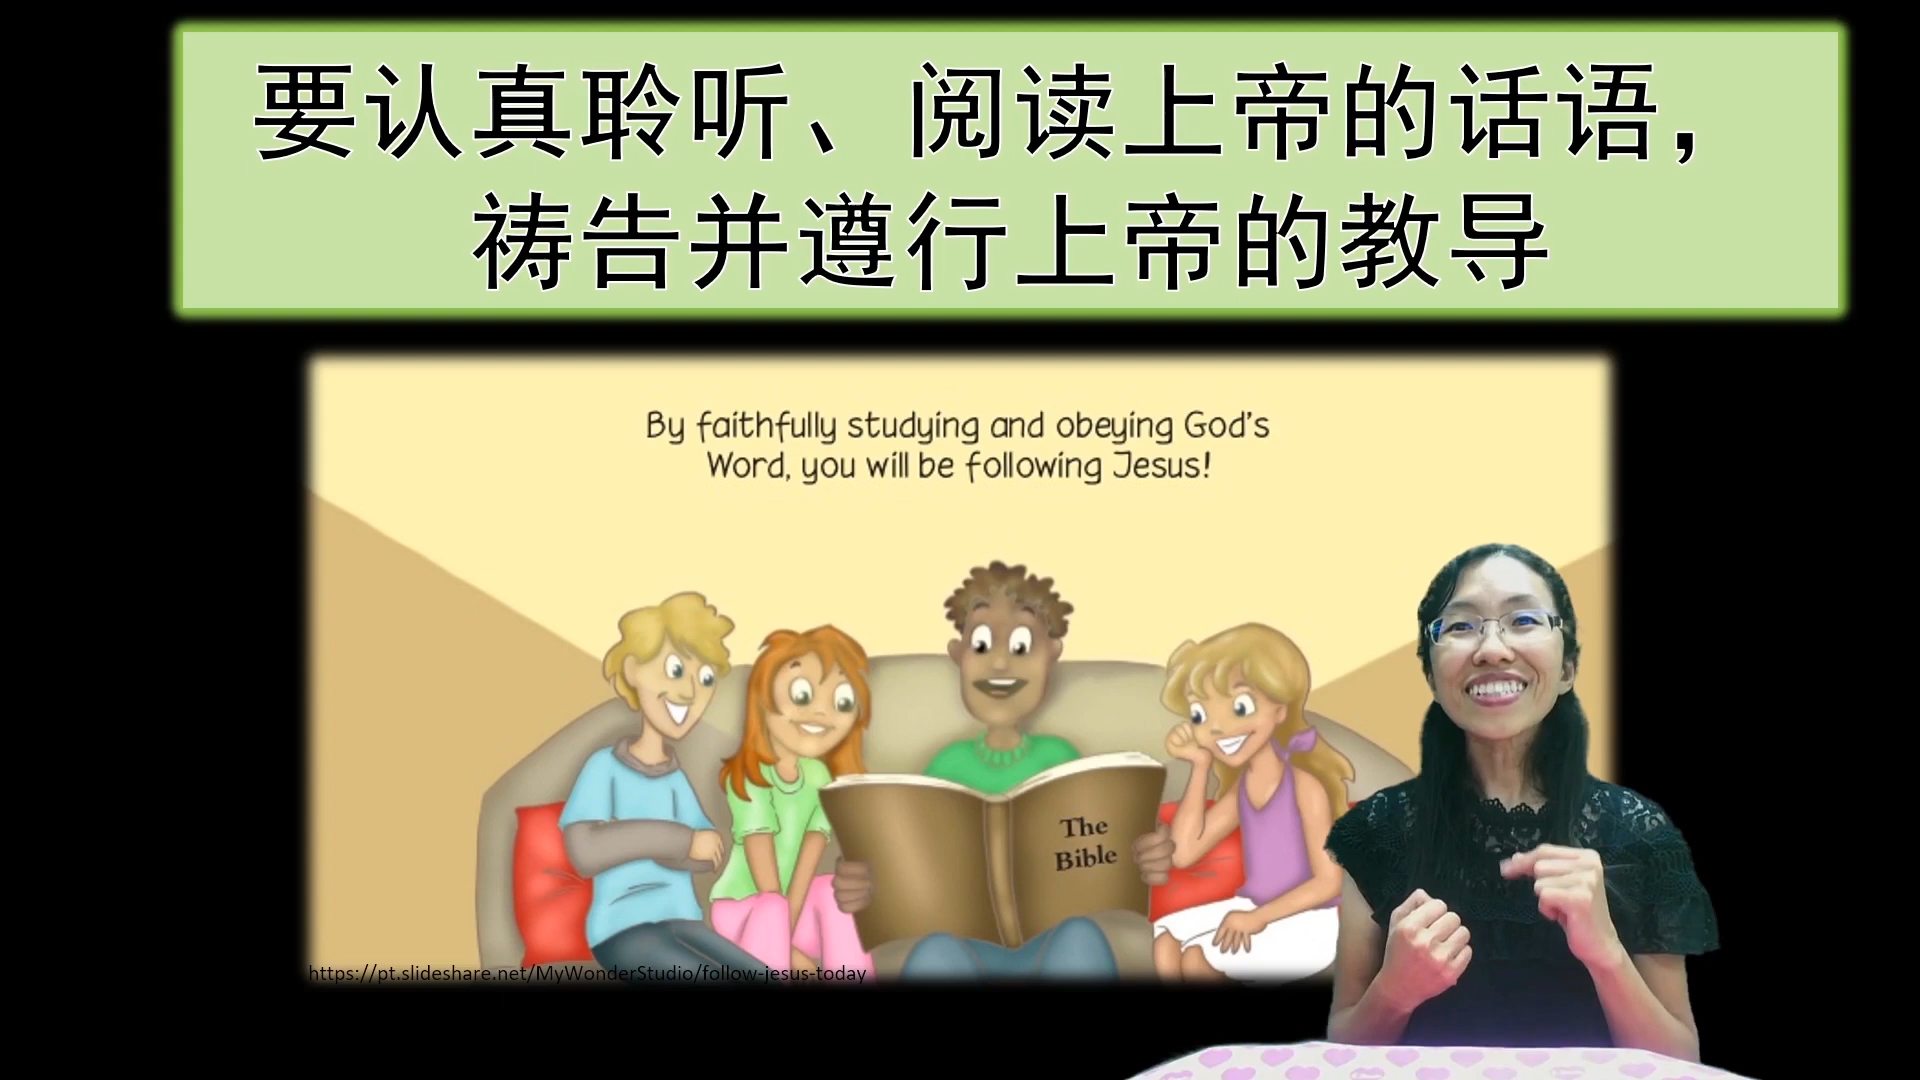 要认真聆听、阅读上帝的话语，
祷告并遵行上帝的教导
By faithfully studying and obeying God's
Word, you will be following Jesus!
The
Bible
https://pt.slideshare.net/MyWonderStudio/follow-jesus-today